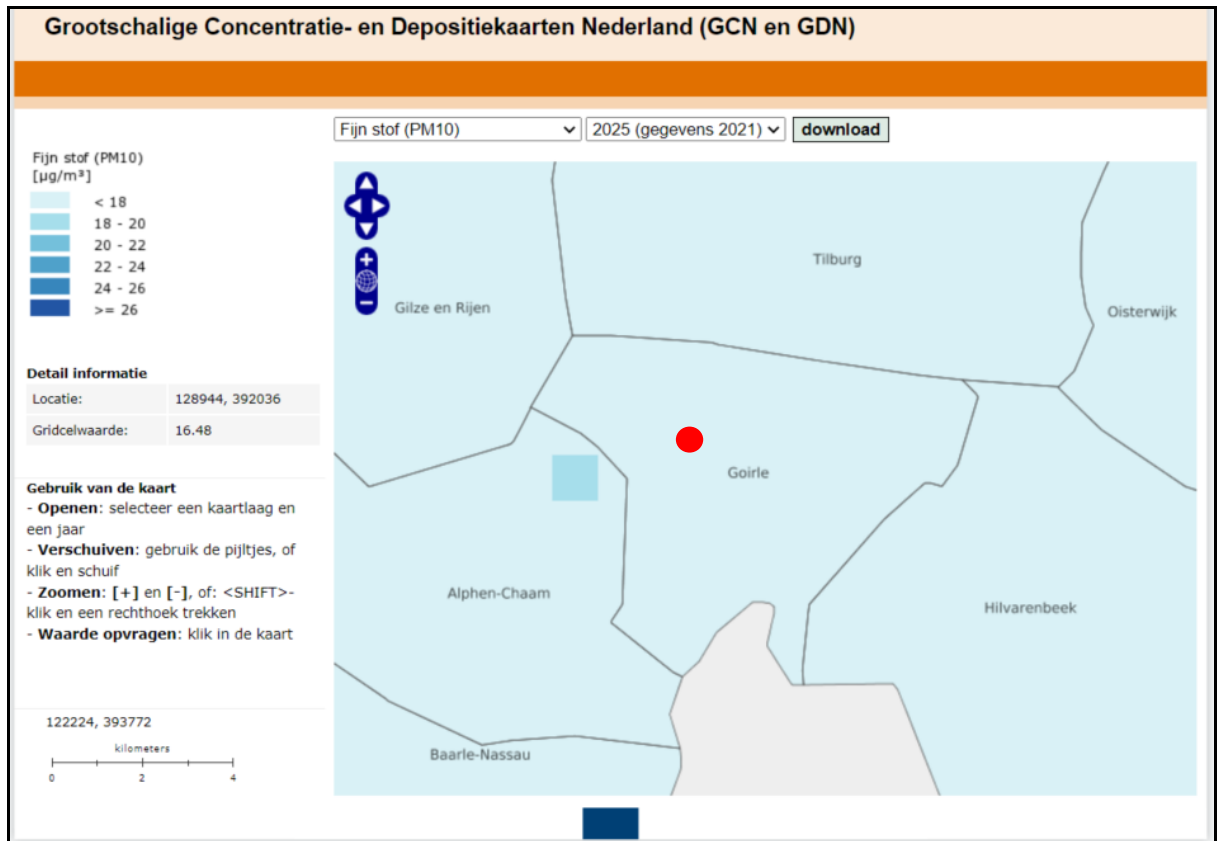 Grootschalige Concentratie- en Depositiekaarten Nederland (GCN en GDN)
Fijn stof (PM10)
2025 (gegevens 2021)
download
Fijn stof (PM10)
[µg/m³]
< 18
18 - 20
20 - 22
22 - 24
24 - 26
>= 26
Detail informatie
Locatie: 128944, 392036
Gridcelwaarde: 16.48
Gebruik van de kaart
- Openen: selecteer een kaartlaag en
een jaar
- Verschuiven: gebruik de pijltjes, of
klik en schuif
- Zoomen: [+] en [-], of: <SHIFT>-
klik en een rechthoek trekken
- Waarde opvragen: klik in de kaart
122224, 393772
kilometers
0 2 4
Tilburg
Gilze en Rijen
Oisterwijk
Goirle
Alphen-Chaam
Hilvarenbeek
Baarle-Nassau